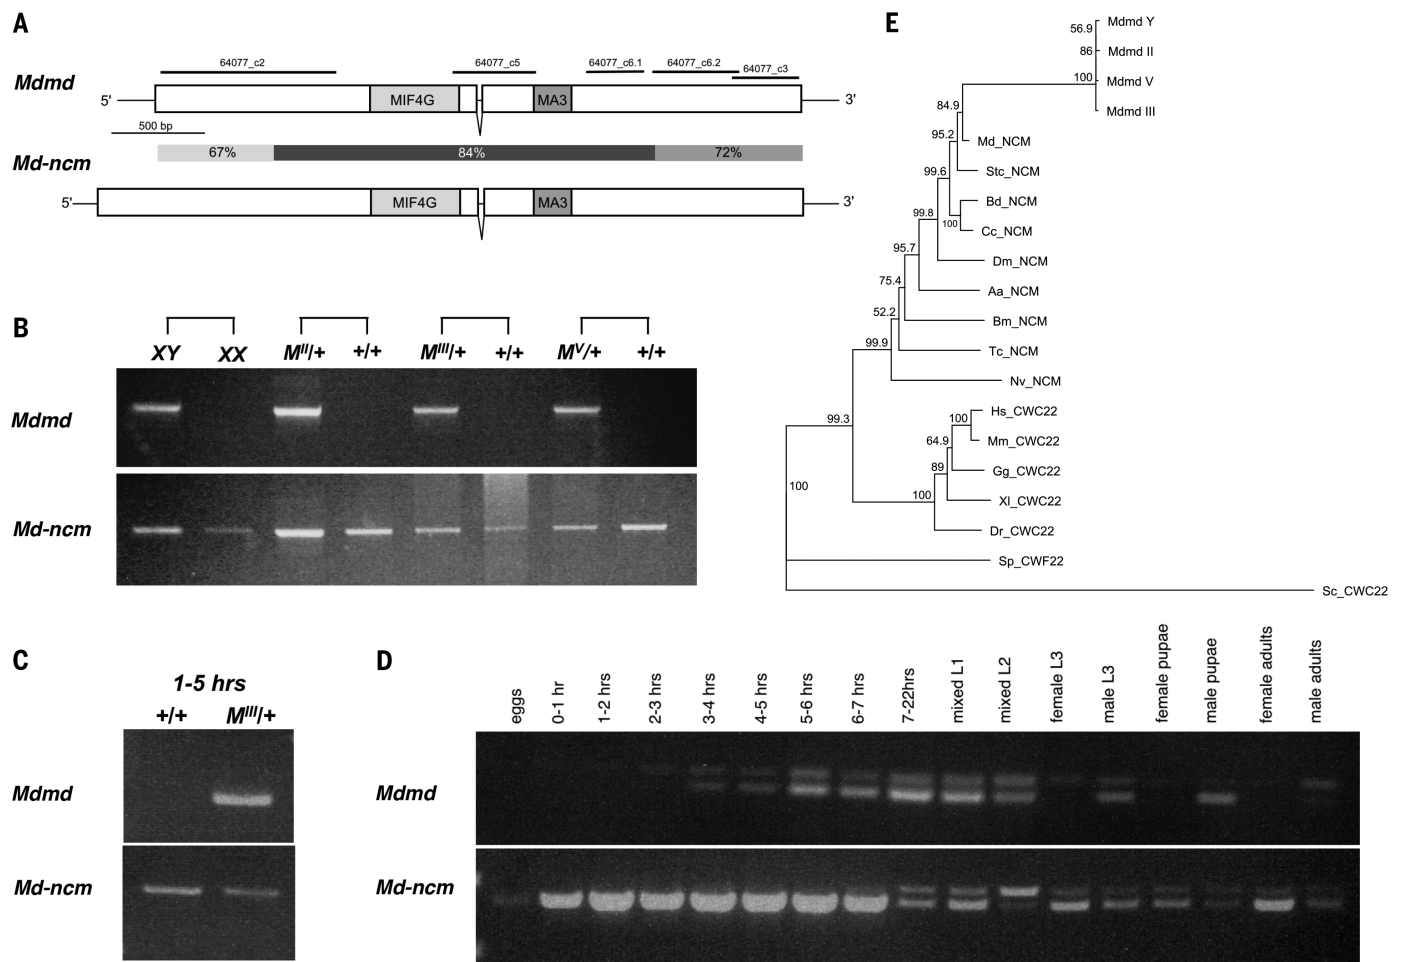 A
64077_c2
64077_c5
64077_c6.1
64077_c6.2
64077_c3
Mdmd
5'
MIF4G
MA3
3'
500 bp
Md-ncm
67%
84%
72%
5'
MIF4G
MA3
3'
B
XY
XX
M^II/+
+/+
M^III/+
+/+
M^V/+
+/+
Mdmd
Md-ncm
C
1-5 hrs
+/+
M^III/+
Mdmd
Md-ncm
D
eggs
0-1 hr
1-2 hrs
2-3 hrs
3-4 hrs
4-5 hrs
5-6 hrs
6-7 hrs
7-22hrs
mixed L1
mixed L2
female L3
male L3
female pupae
male pupae
female adults
male adults
Mdmd
Md-ncm
E
Mdmd Y
56.9
86
Mdmd II
100
Mdmd V
84.9
Mdmd III
95.2
Md_NCM
99.6
Stc_NCM
Bd_NCM
99.8
100
Cc_NCM
95.7
Dm_NCM
75.4
Aa_NCM
52.2
Bm_NCM
99.9
Tc_NCM
Nv_NCM
99.3
100
Hs_CWC22
64.9
Mm_CWC22
89
Gg_CWC22
100
100
Xl_CWC22
Dr_CWC22
Sp_CWF22
Sc_CWC22